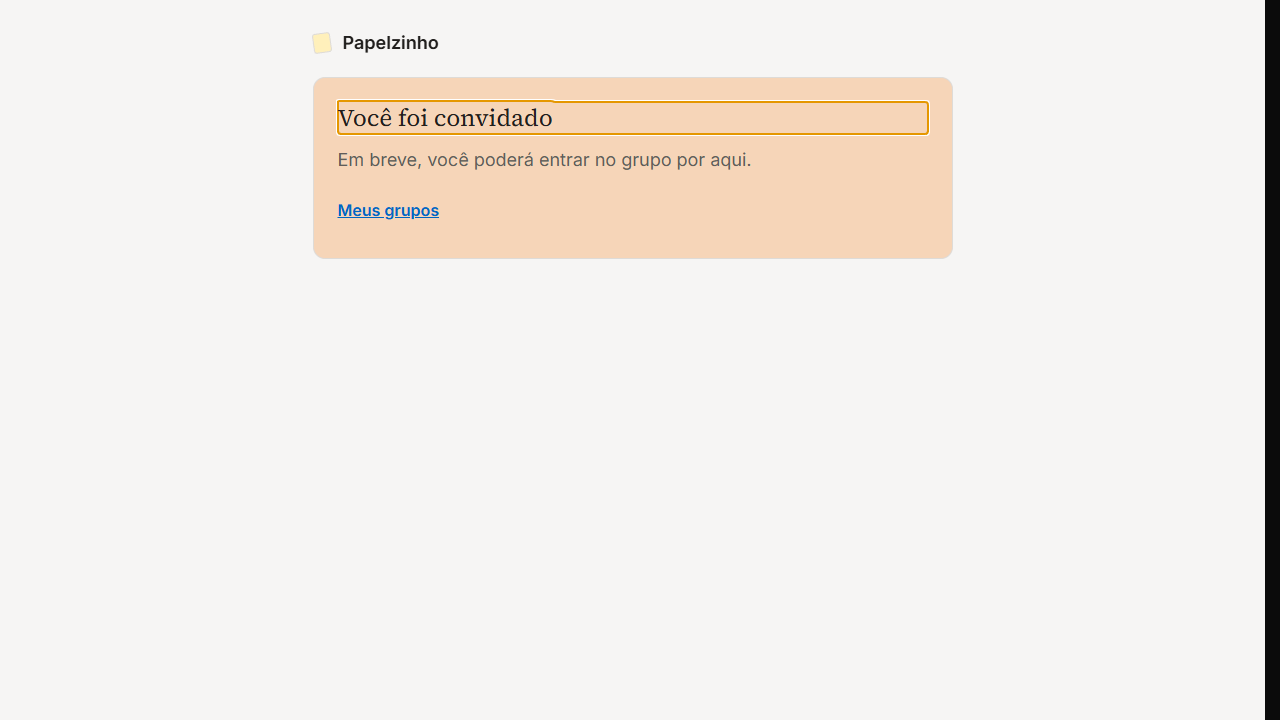 Papelzinho
Você foi convidado
Em breve, você poderá entrar no grupo por aqui.
Meus grupos